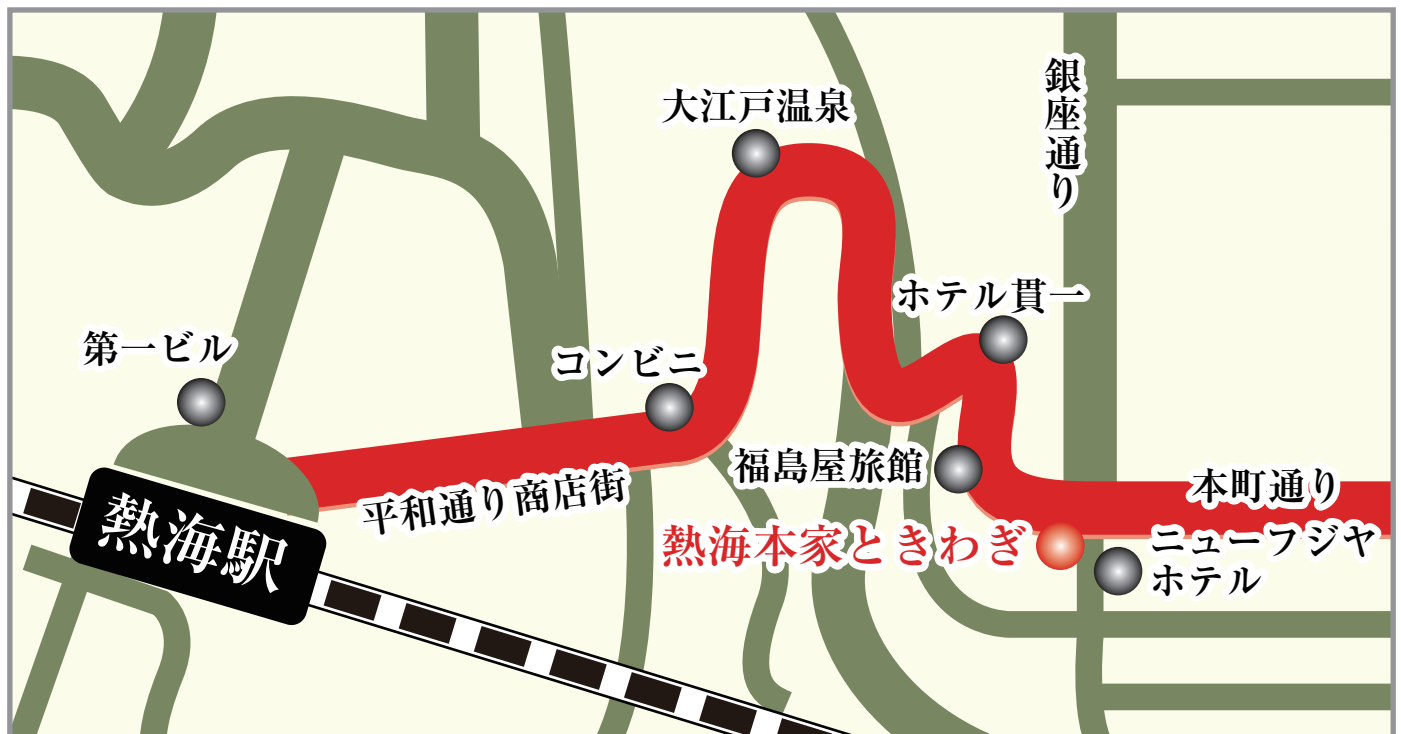 銀座通り
大江戸温泉
ホテル貫一
第一ビル
コンビニ
福島屋旅館
本町通り
平和通り商店街
熱海駅
熱海本家ときわぎ
ニューフジヤ
ホテル